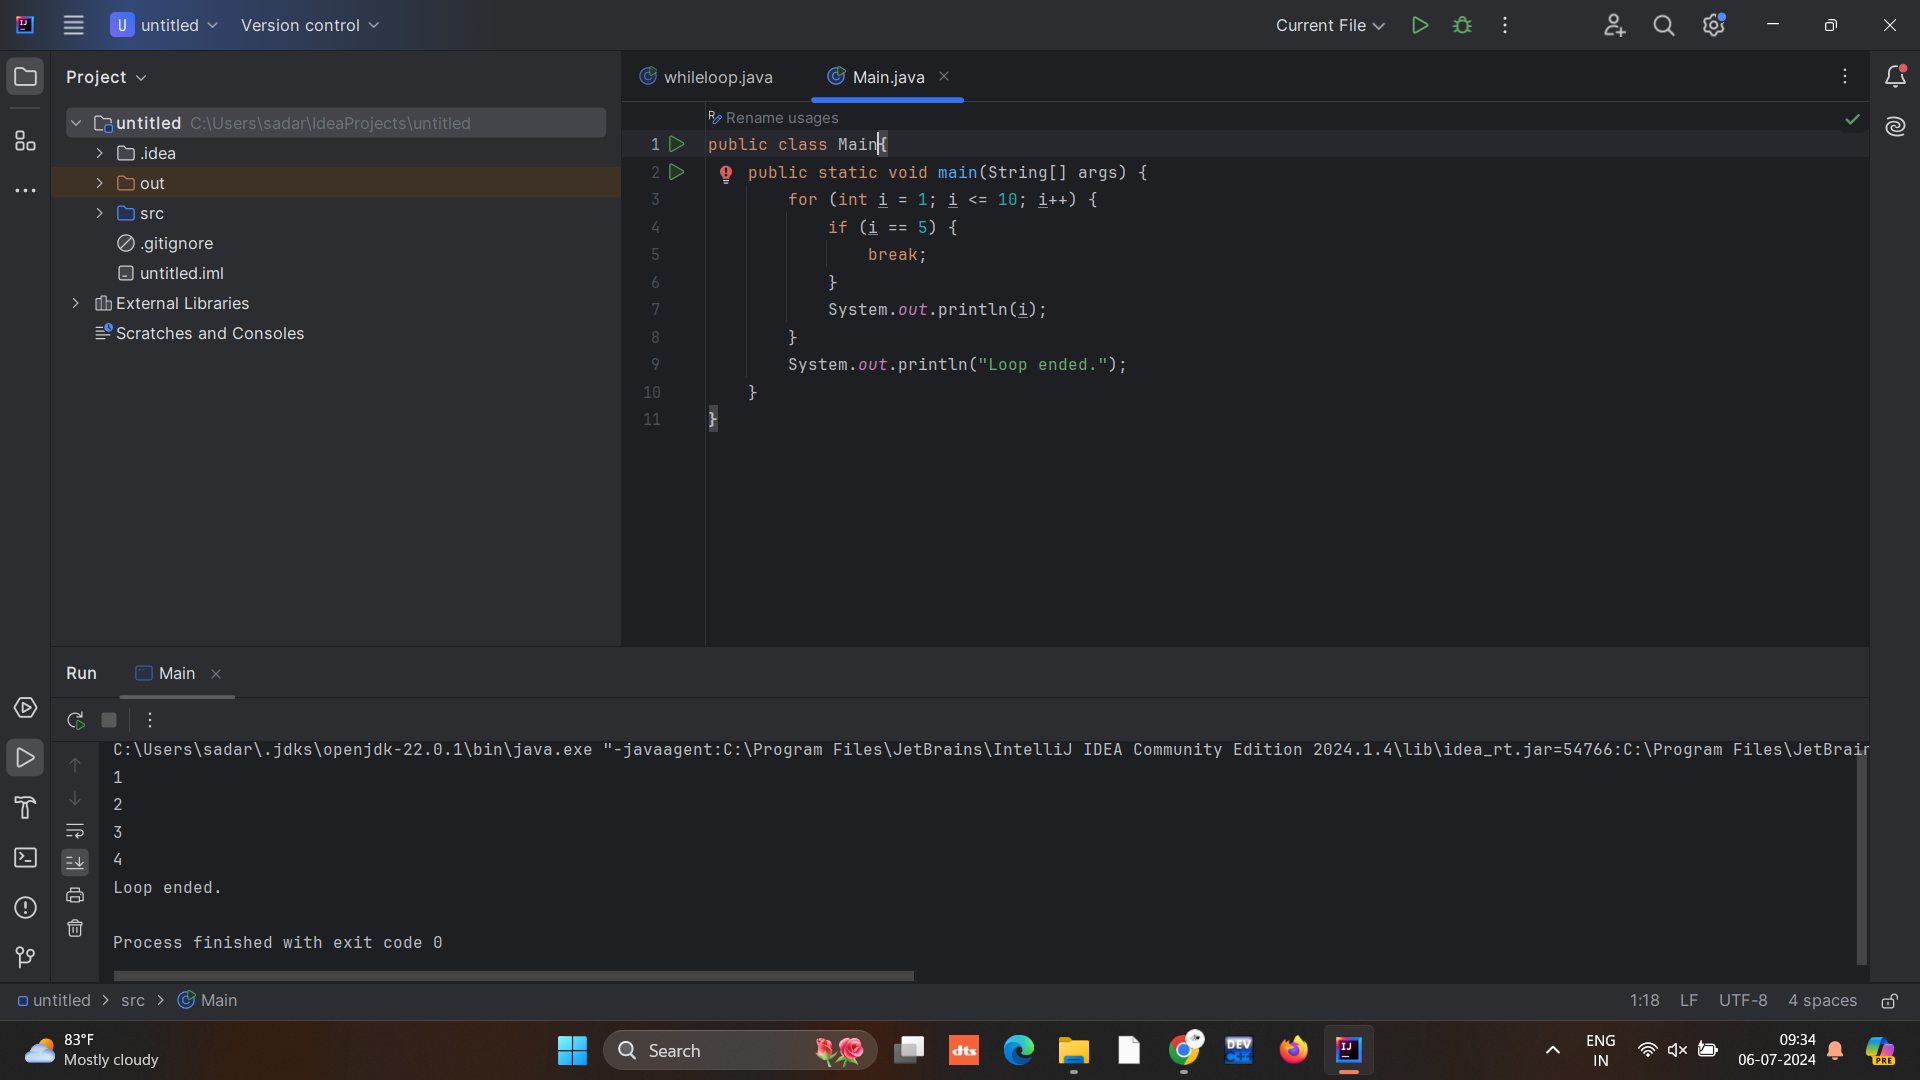 U untitled Version control Current File
Project
whileloop.java Main.java
untitled C:\Users\sadar\IdeaProjects\untitled
.idea
out
src
.gitignore
untitled.iml
External Libraries
Scratches and Consoles
Rename usages
1 public class Main{
2 public static void main(String[] args) {
3 for (int i = 1; i <= 10; i++) {
4 if (i == 5) {
5 break;
6 }
7 System.out.println(i);
8 }
9 System.out.println("Loop ended.");
10 }
11 }
Run Main
C:\Users\sadar\.jdks\openjdk-22.0.1\bin\java.exe "-javaagent:C:\Program Files\JetBrains\IntelliJ IDEA Community Edition 2024.1.4\lib\idea_rt.jar=54766:C:\Program Files\JetBrain
1
2
3
4
Loop ended.
Process finished with exit code 0
untitled > src > Main 1:18 LF UTF-8 4 spaces
83°F
Mostly cloudy
Search
dts
DEV
C++
IJ
ENG
IN
09:34
06-07-2024
PRE